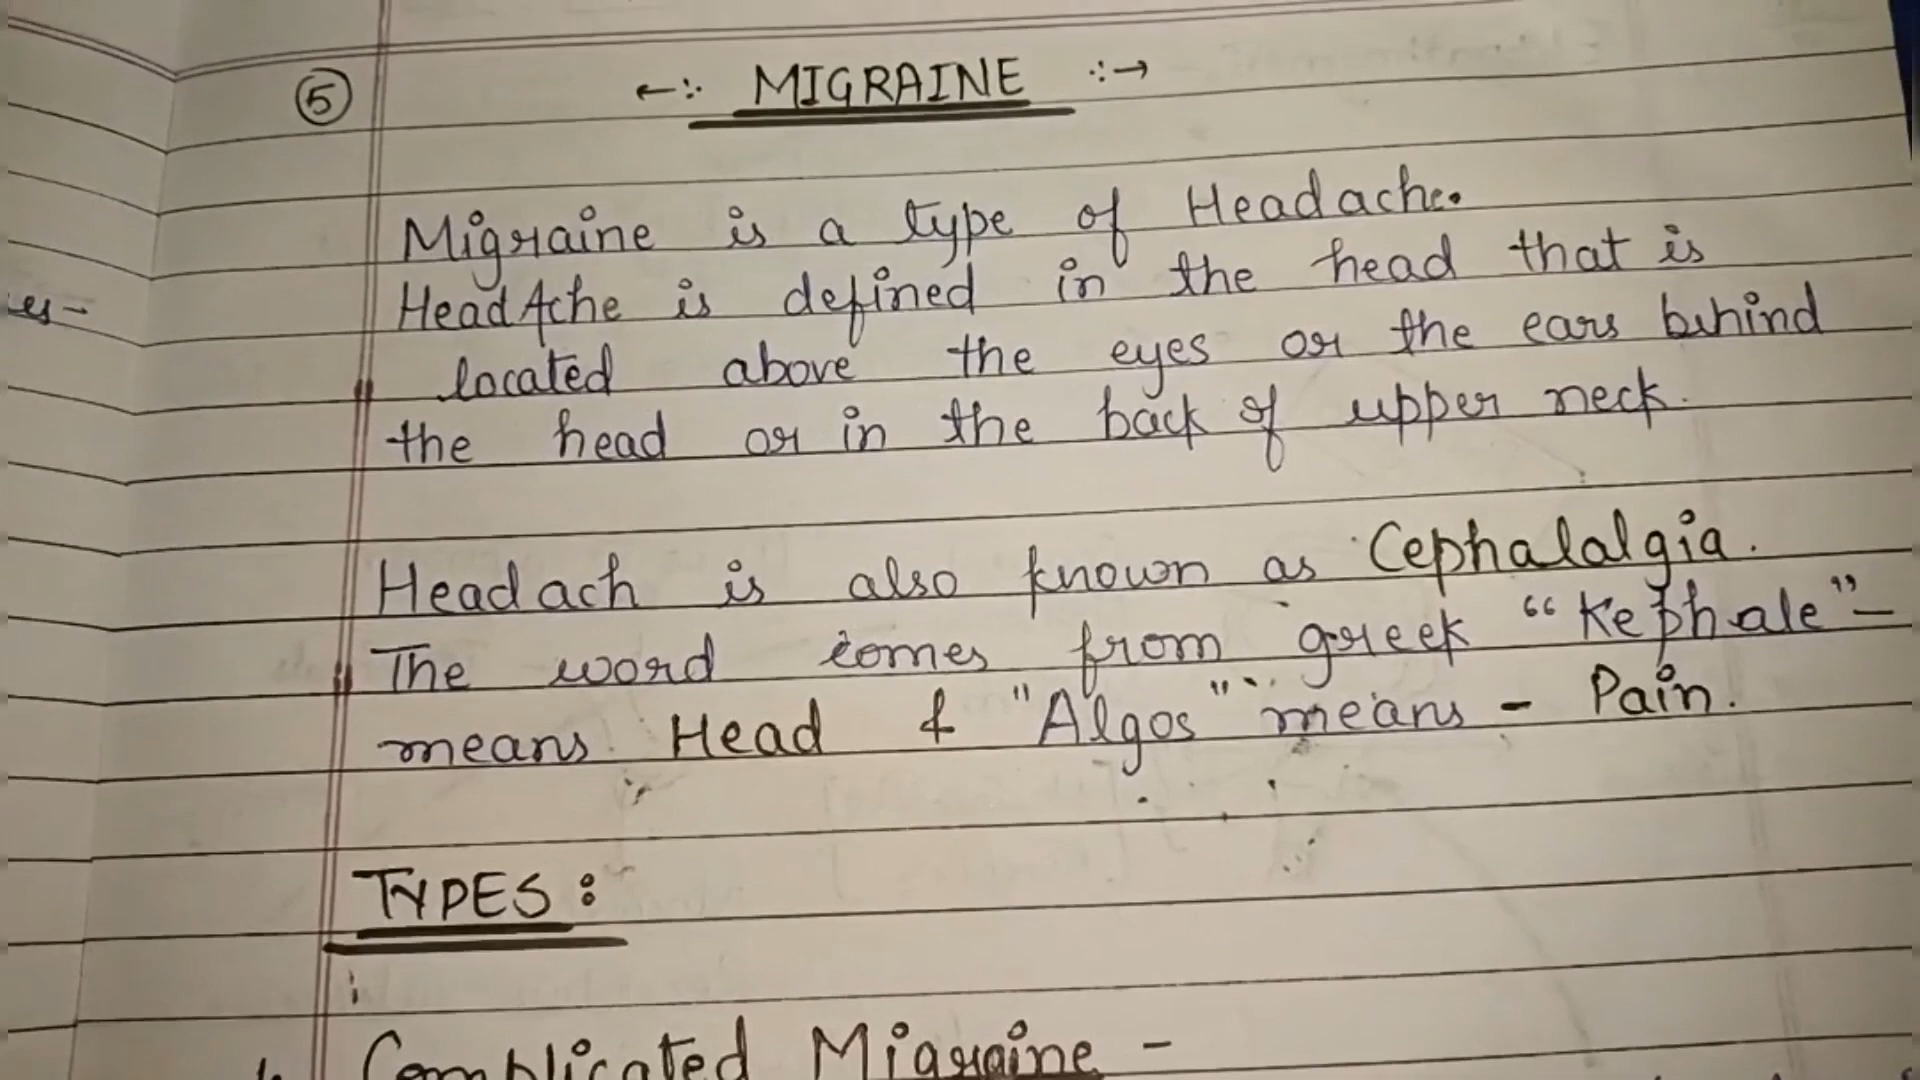 5 ←:· MIGRAINE ·:→
Migraine is a type of Headache.
HeadAche is defined in the head that is
located above the eyes or the ears behind
the head or in the back of upper neck.
Headach is also known as Cephalalgia.
The word comes from greek "Kephale" –
means Head & "Algos" means - Pain.
TYPES :
es -
Complicated Migraine -